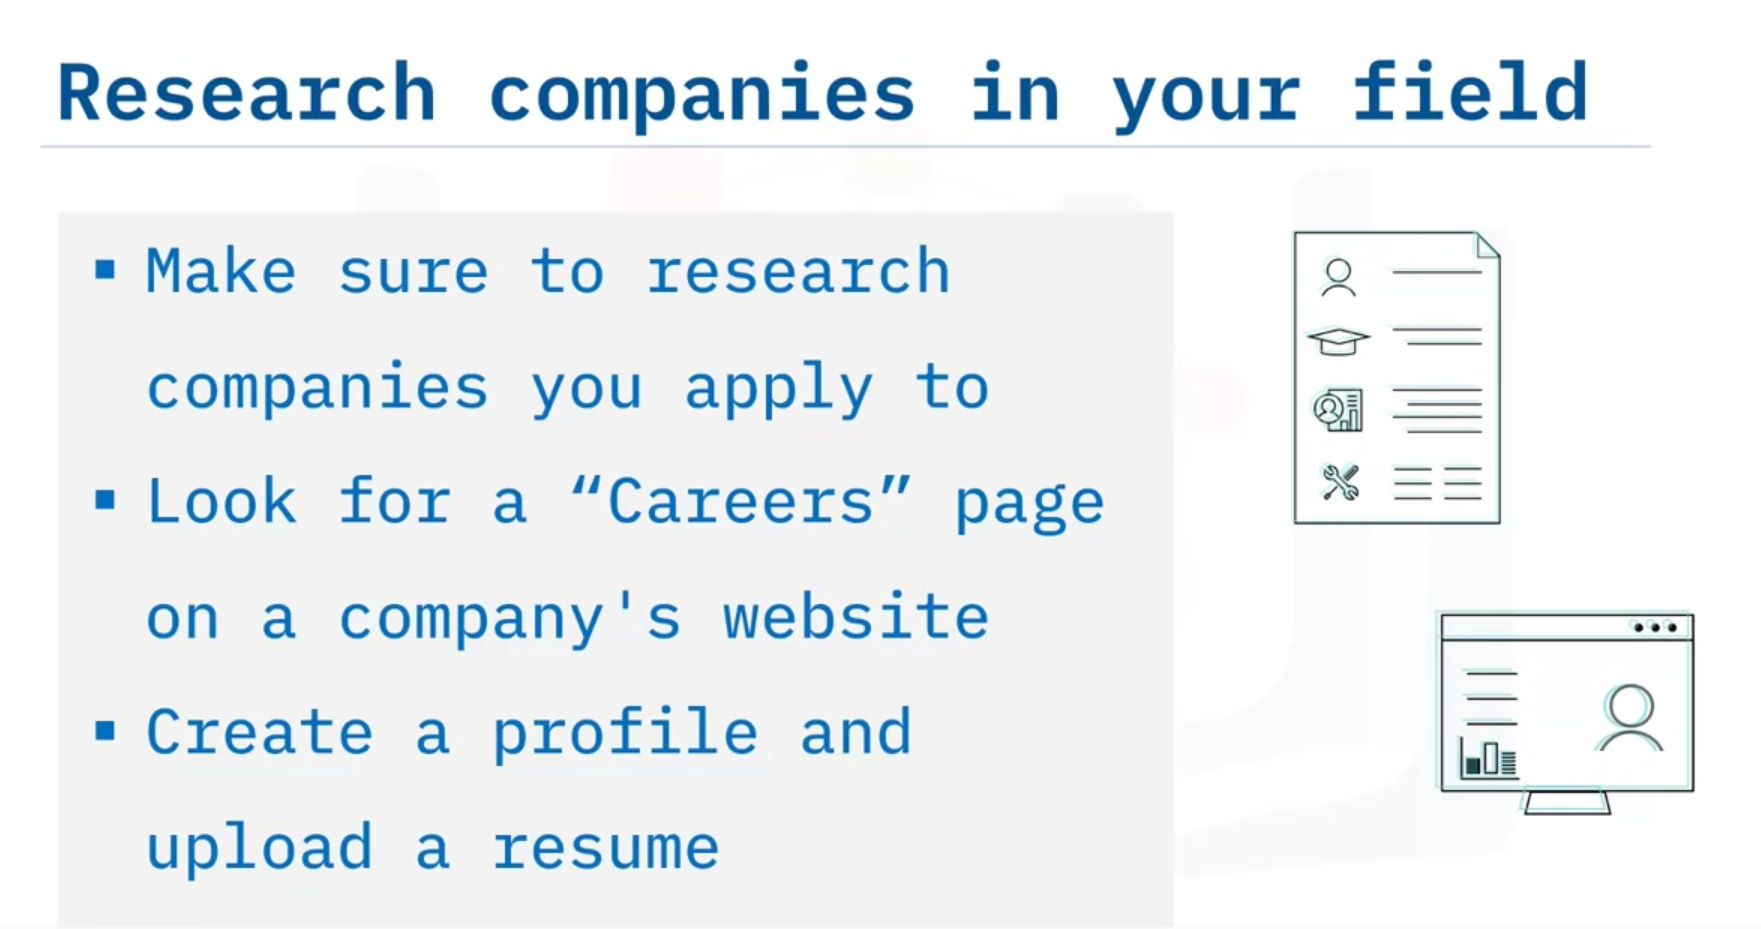 Research companies in your field
▪ Make sure to research
companies you apply to
▪ Look for a “Careers” page
on a company's website
▪ Create a profile and
upload a resume